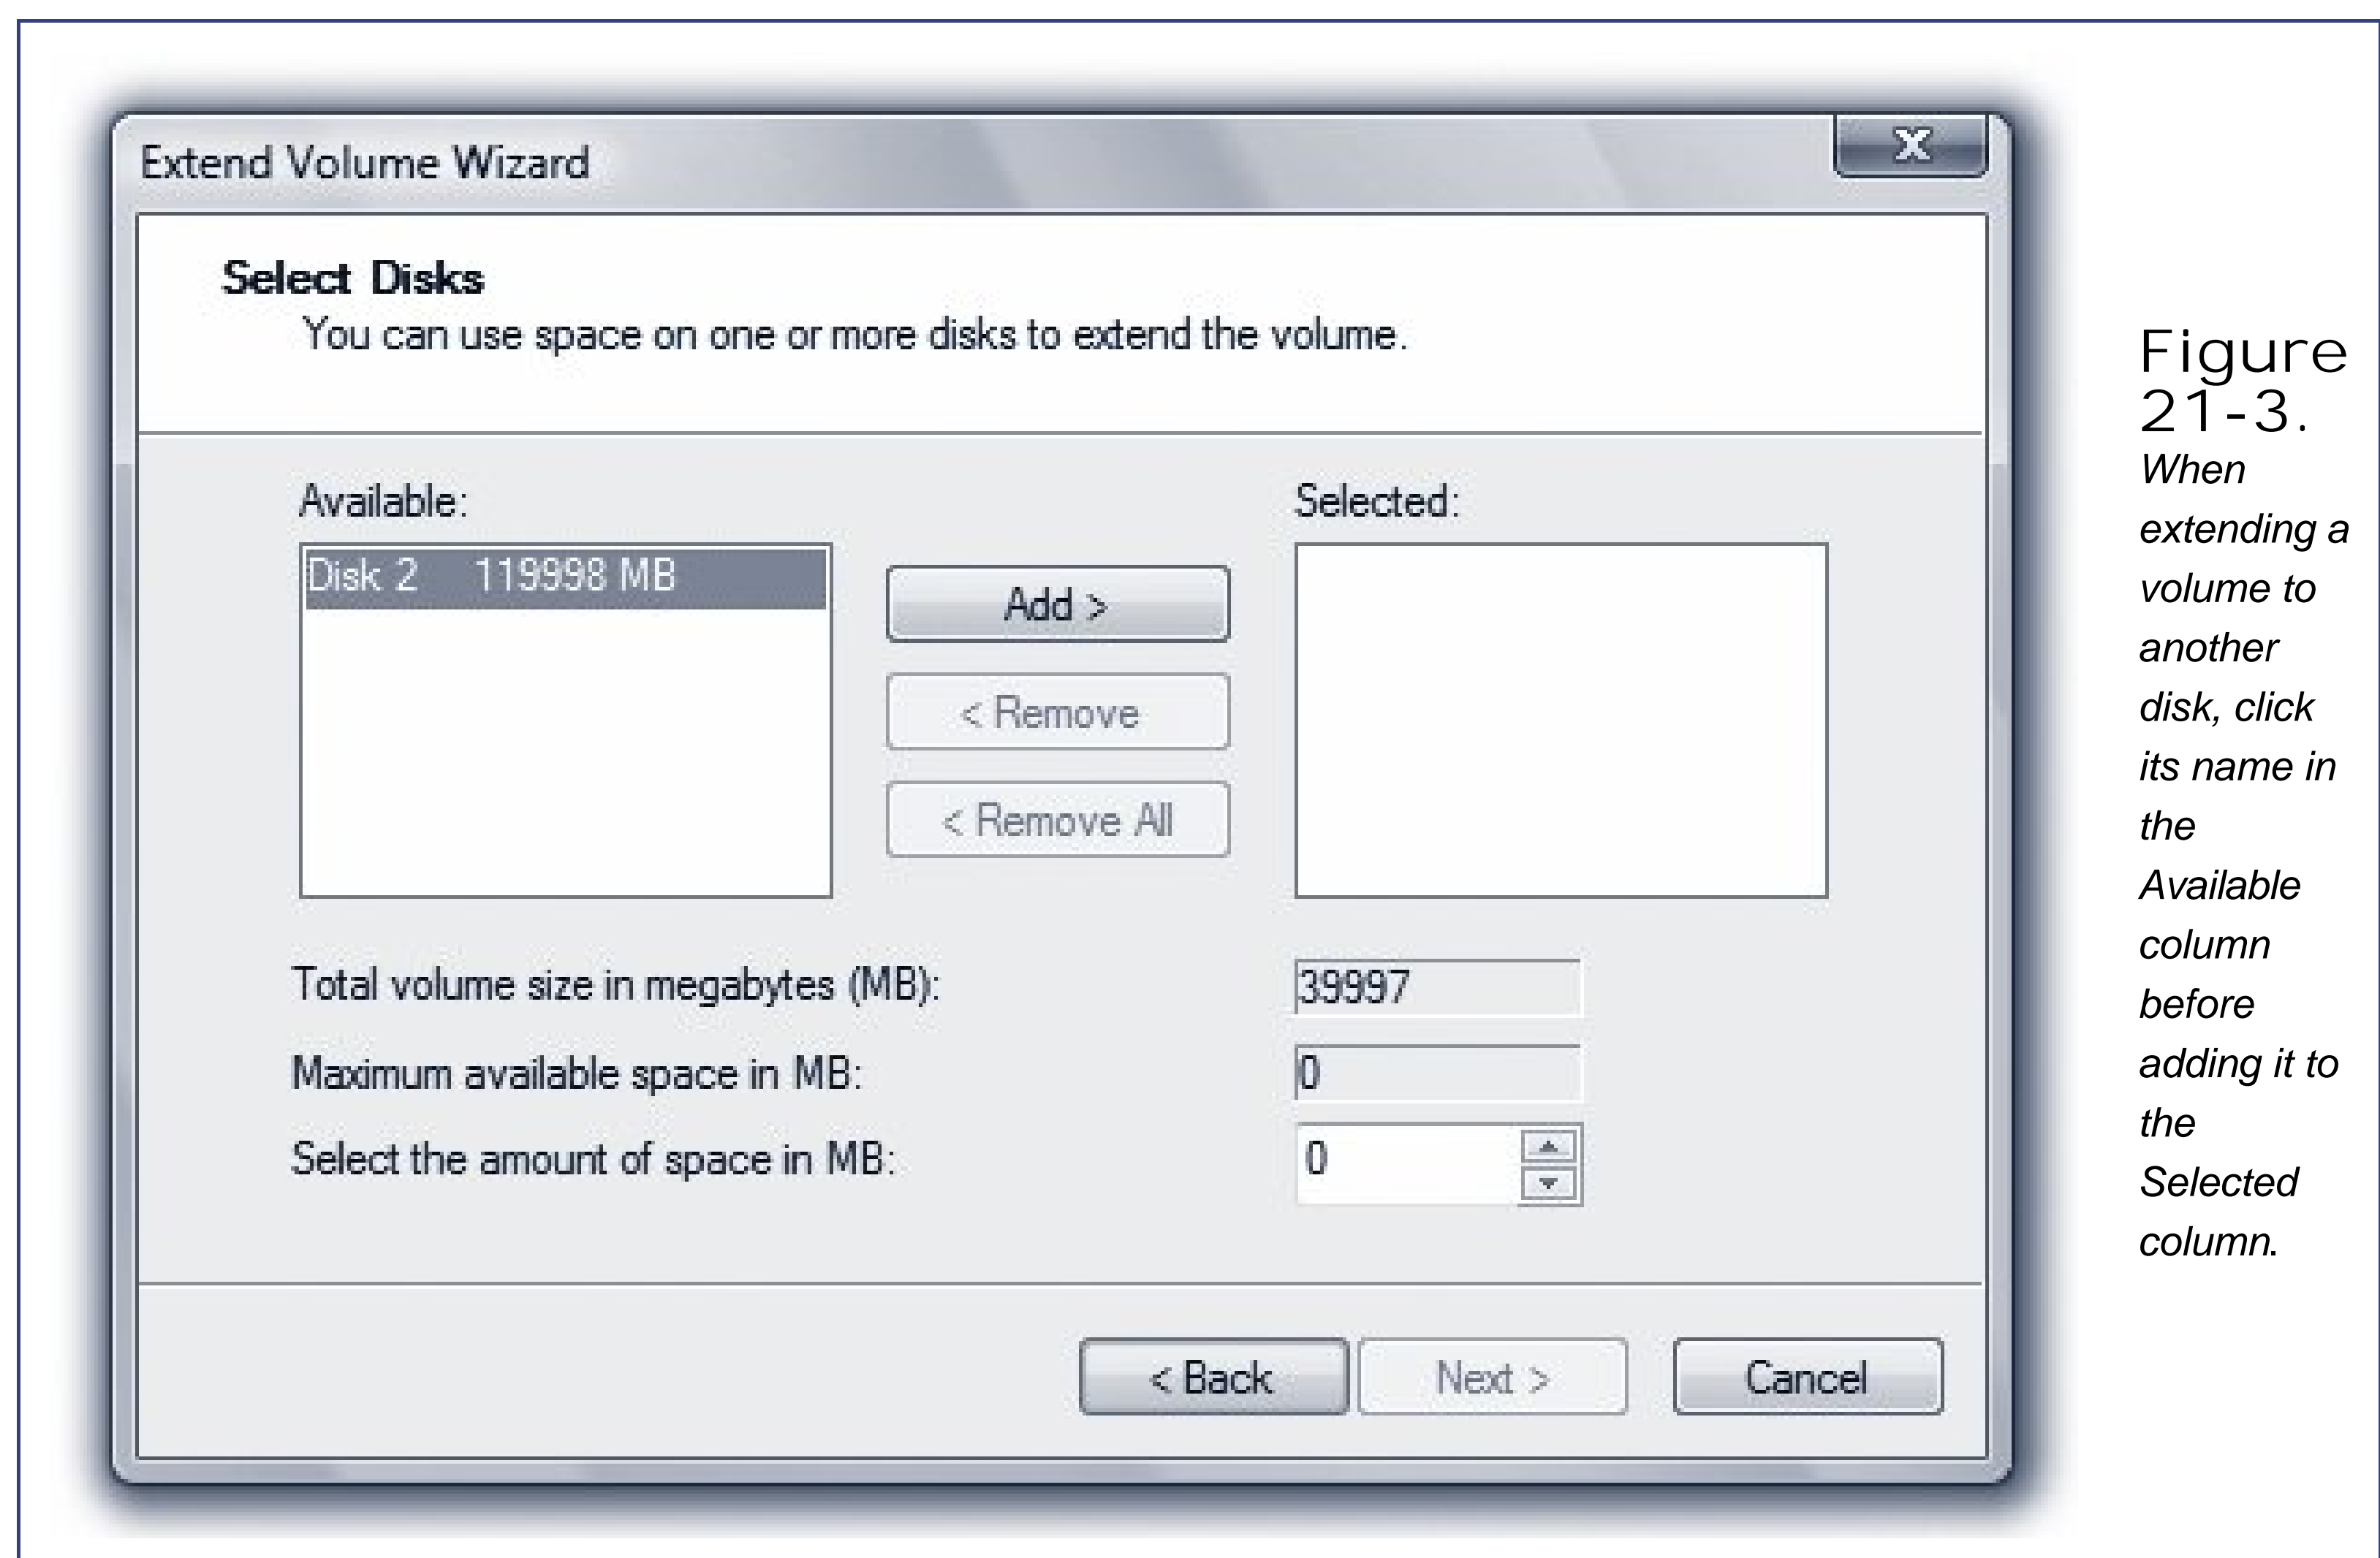 Extend Volume Wizard
Select Disks
You can use space on one or more disks to extend the volume.
Available:
Selected:
Disk 2 119998 MB
Add >
< Remove
< Remove All
Total volume size in megabytes (MB):
39997
Maximum available space in MB:
0
Select the amount of space in MB:
0
< Back
Next >
Cancel
Figure
21-3.
When
extending a
volume to
another
disk, click
its name in
the
Available
column
before
adding it to
the
Selected
column.